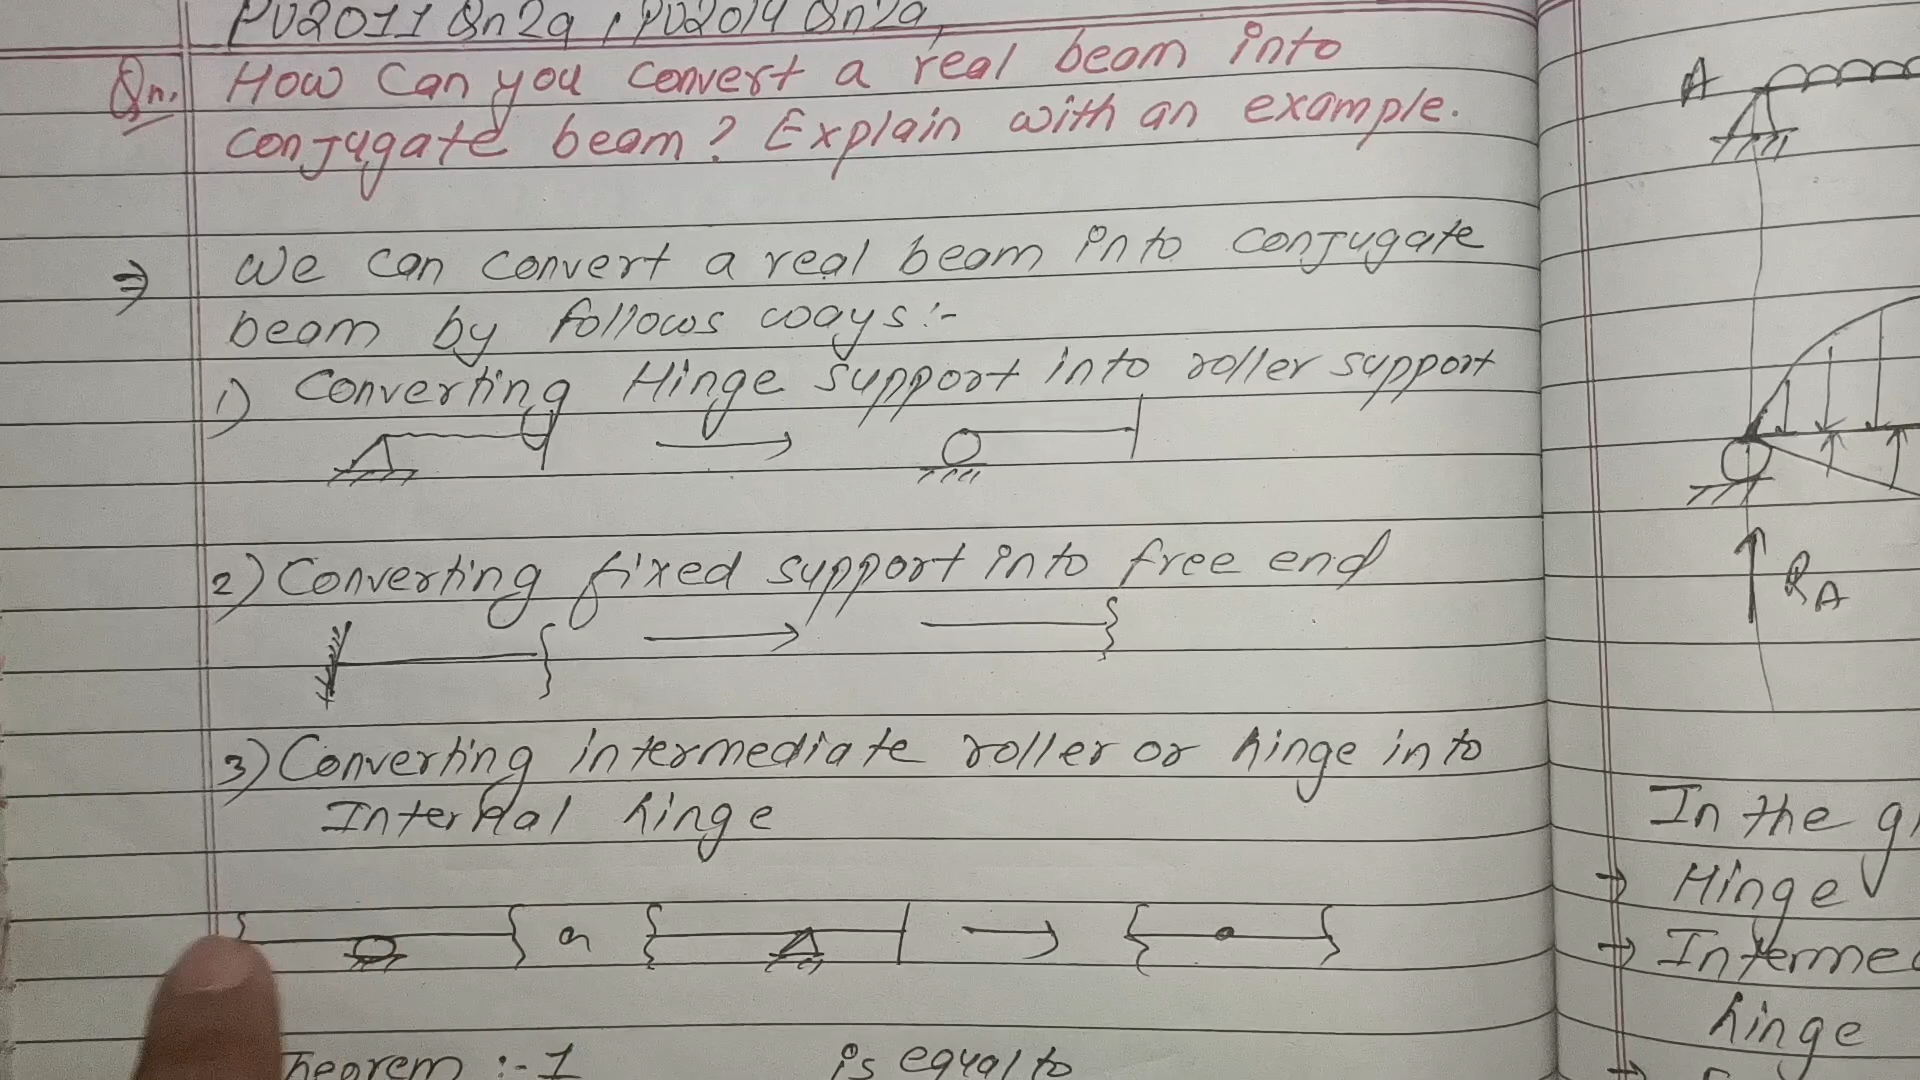 PU2011 Qn2a, PU2014 Qn2a,
Qn. How Can you convert a real beam into
conjugate beam? Explain with an example.
⇒ We can convert a real beam into conjugate
beam by follows ways:-
1) Converting Hinge support into roller support
2) Converting fixed support into free end
3) Converting intermediate roller or hinge into
Internal hinge
or
Theorem :- 1 is equal to
A
RA
In the
→ Hinge
→
hinge
→